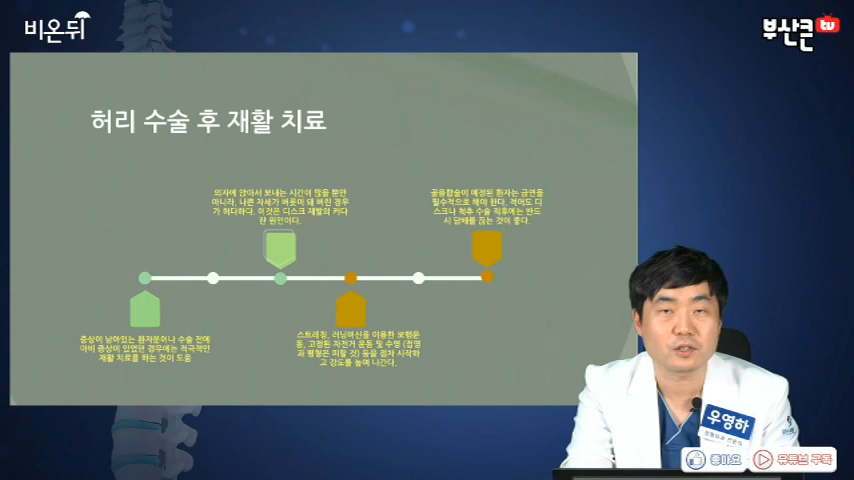 비온뒤
부산큰
tv
허리 수술 후 재활 치료
의자에 앉아서 보내는 시간이 많을 뿐만
아니라, 나쁜 자세가 버릇이 돼 버린 경우
가 허다하다. 이것은 디스크 재발의 커다
란 원인이다.
골융합술이 예정된 환자는 금연을
필수적으로 해야 한다. 적어도 디
스크나 척추 수술 직후에는 반드
시 담배를 끊는 것이 좋다.
증상이 남아있는 환자분이나 수술 전에
마비 증상이 있었던 경우에는 적극적인
재활 치료를 하는 것이 도움
스트레칭, 러닝머신을 이용한 보행운
동, 고정된 자전거 운동 및 수영 (접영
과 평형은 피할 것) 등을 점차 시작하
고 강도를 높여 나간다.
우영하
정형외과 전문의
좋아요
유튜브 구독